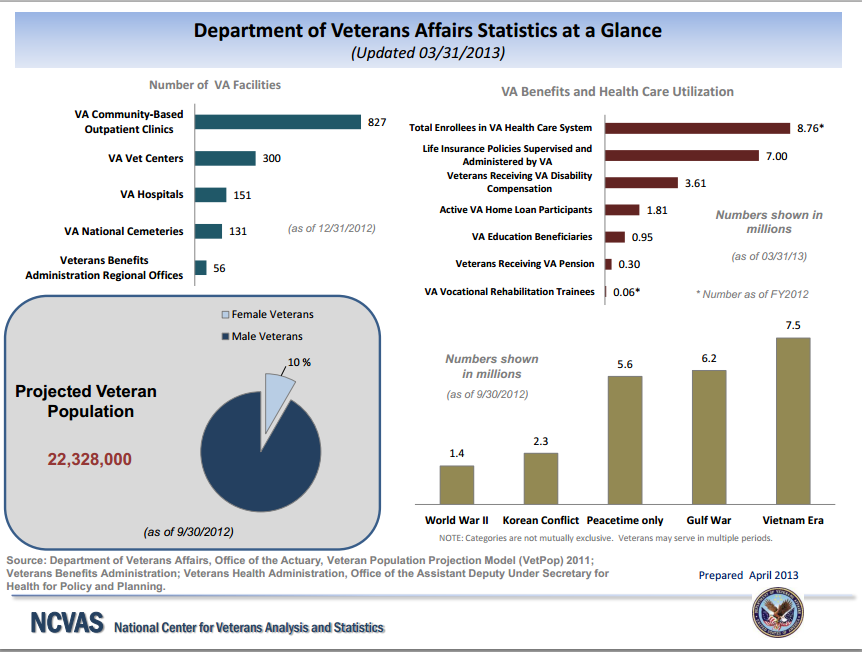 Department of Veterans Affairs Statistics at a Glance
(Updated 03/31/2013)
Number of VA Facilities
VA Community-Based
Outpatient Clinics
827
VA Vet Centers
300
VA Hospitals
151
VA National Cemeteries
131
(as of 12/31/2012)
Veterans Benefits
Administration Regional Offices
56
VA Benefits and Health Care Utilization
Total Enrollees in VA Health Care System
8.76*
Life Insurance Policies Supervised and
Administered by VA
7.00
Veterans Receiving VA Disability
Compensation
3.61
Active VA Home Loan Participants
1.81
VA Education Beneficiaries
0.95
Veterans Receiving VA Pension
0.30
VA Vocational Rehabilitation Trainees
0.06*
Numbers shown in
millions
(as of 03/31/13)
* Number as of FY2012
Female Veterans
Male Veterans
10 %
Projected Veteran
Population
22,328,000
(as of 9/30/2012)
Numbers shown
in millions
(as of 9/30/2012)
1.4
2.3
5.6
6.2
7.5
World War II
Korean Conflict
Peacetime only
Gulf War
Vietnam Era
NOTE: Categories are not mutually exclusive. Veterans may serve in multiple periods.
Source: Department of Veterans Affairs, Office of the Actuary, Veteran Population Projection Model (VetPop) 2011;
Veterans Benefits Administration; Veterans Health Administration, Office of the Assistant Deputy Under Secretary for
Health for Policy and Planning.
Prepared April 2013
NCVAS National Center for Veterans Analysis and Statistics